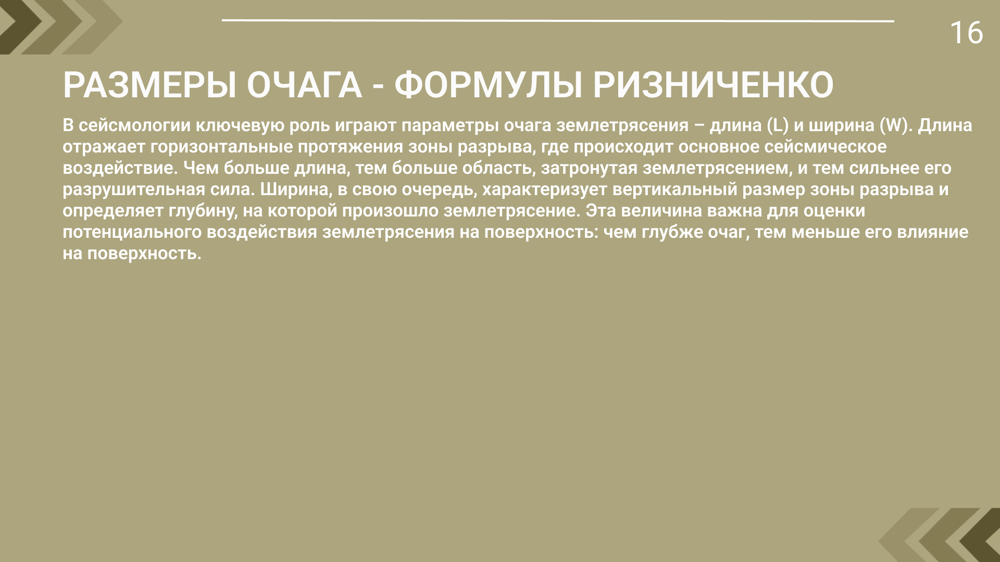 16
РАЗМЕРЫ ОЧАГА - ФОРМУЛЫ РИЗНИЧЕНКО
В сейсмологии ключевую роль играют параметры очага землетрясения – длина (L) и ширина (W). Длина
отражает горизонтальные протяжения зоны разрыва, где происходит основное сейсмическое
воздействие. Чем больше длина, тем больше область, затронутая землетрясением, и тем сильнее его
разрушительная сила. Ширина, в свою очередь, характеризует вертикальный размер зоны разрыва и
определяет глубину, на которой произошло землетрясение. Эта величина важна для оценки
потенциального воздействия землетрясения на поверхность: чем глубже очаг, тем меньше его влияние
на поверхность.